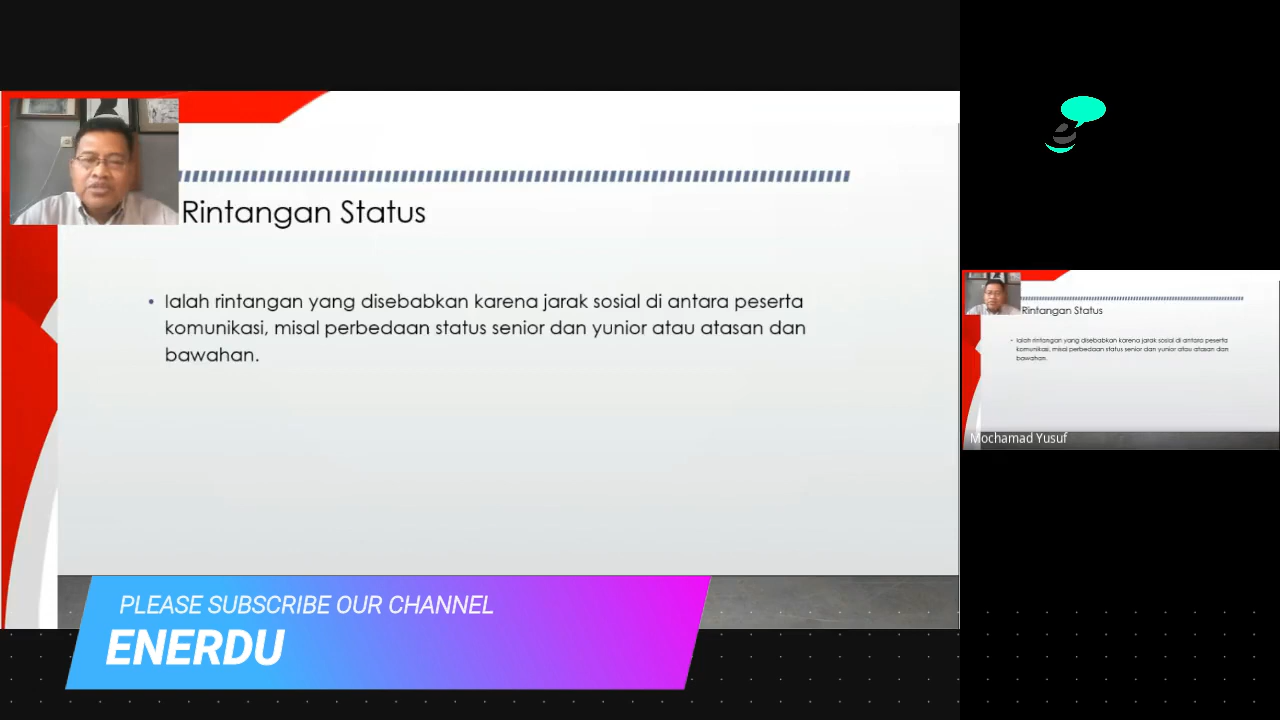 Rintangan Status
• Ialah rintangan yang disebabkan karena jarak sosial di antara peserta
komunikasi, misal perbedaan status senior dan yunior atau atasan dan
bawahan.
PLEASE SUBSCRIBE OUR CHANNEL
ENERDU
Rintangan Status
• Ialah rintangan yang disebabkan karena jarak sosial di antara peserta
komunikasi, misal perbedaan status senior dan yunior atau atasan dan
bawahan.
Mochamad Yusuf